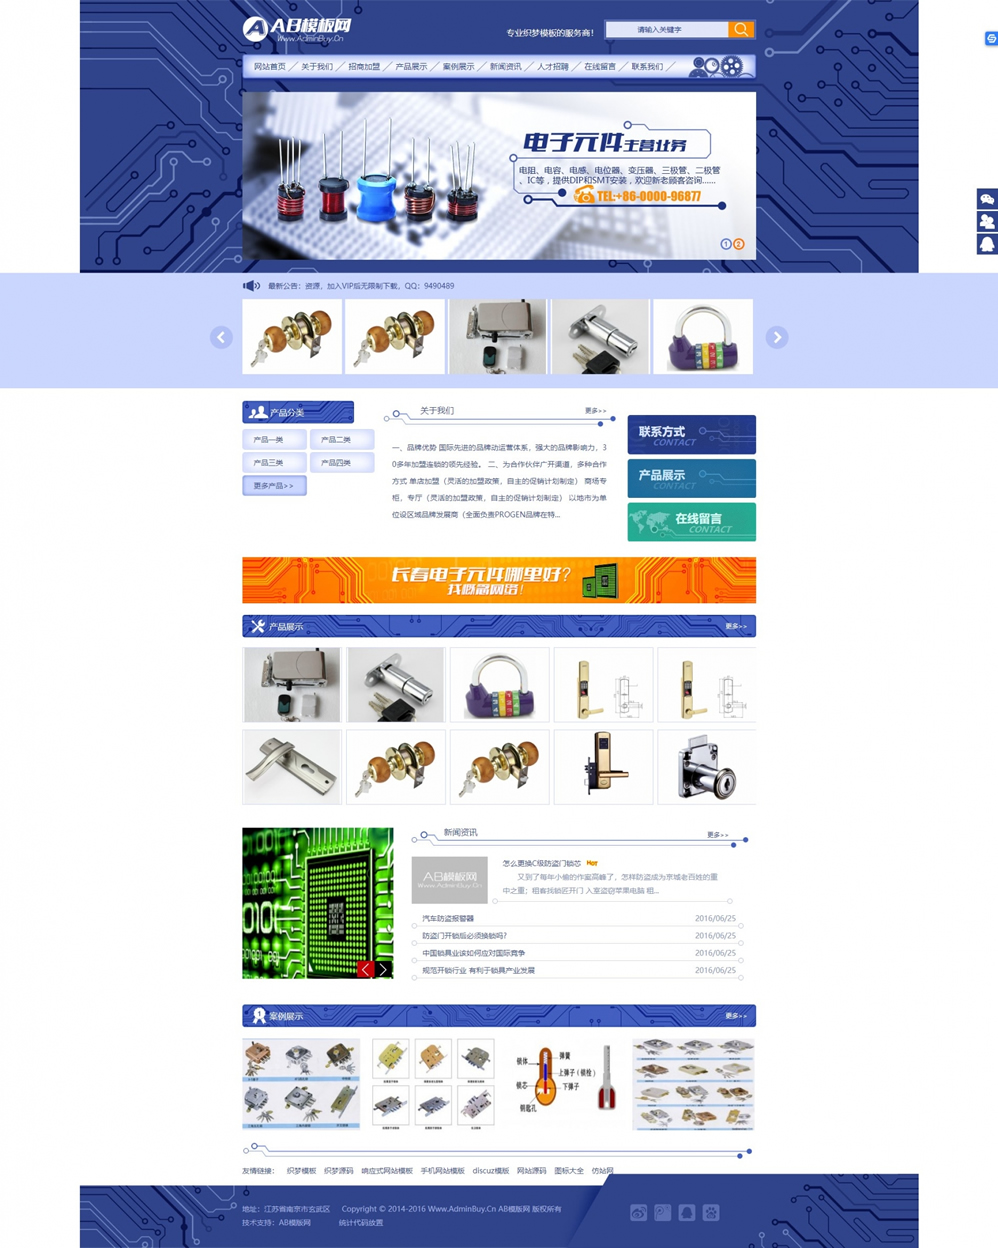 AB模板网
Www.AdminBuy.Cn
专业织梦模板的服务商！
请输入关键字
网站首页 关于我们 招商加盟 产品展示 案例展示 新闻资讯 人才招聘 在线留言 联系我们
电子元件主营业务
电阻、电容、电感、电位器、变压器、三极管、二极管
、IC等，提供DIP和SMT安装，欢迎新老顾客咨询......
TEL:+86-0000-96877
1 2
最新公告：资源，加入VIP后无限制下载，QQ：9490489
产品分类
产品一类 产品二类
产品三类 产品四类
更多产品>>
关于我们 更多>>
一、品牌优势 国际先进的品牌动运营体系，强大的品牌影响力，3
0多年加盟连锁的领先经验。 二、为合作伙伴广开渠道，多种合作
方式 单店加盟（灵活的加盟政策，自主的促销计划制定） 商场专
柜，专厅（灵活的加盟政策，自主的促销计划制定） 以地市为单
位设区域品牌发展商（全面负责PROGEN品牌在特...
联系方式
CONTACT
产品展示
CONTACT
在线留言
CONTACT
长春电子元件哪里好？
找嘅嵩网络！
产品展示 更多>>
新闻资讯 更多>>
AB模板网
Www.AdminBuy.Cn
怎么更换C级防盗门锁芯 Hot
又到了每年小偷的作案高峰了，怎样防盗成为京城老百姓的重
中之重；租客找锁匠开门 入室盗窃苹果电脑 租...
汽车防盗报警器 2016/06/25
防盗门开锁后必须换锁吗? 2016/06/25
中国锁具业该如何应对国际竞争 2016/06/25
规范开锁行业 有利于锁具产业发展 2016/06/25
案例展示 更多>>
锁体 弹簧
上弹子（锁栓）
锁芯 下弹子
钥匙孔
友情链接： 织梦模板 织梦源码 响应式网站模板 手机网站模版 discuz模版 网站源码 图标大全 仿站网
地址：江苏省南京市玄武区 Copyright © 2014-2016 Www.AdminBuy.Cn AB模版网 版权所有
技术支持：AB模版网 统计代码放置